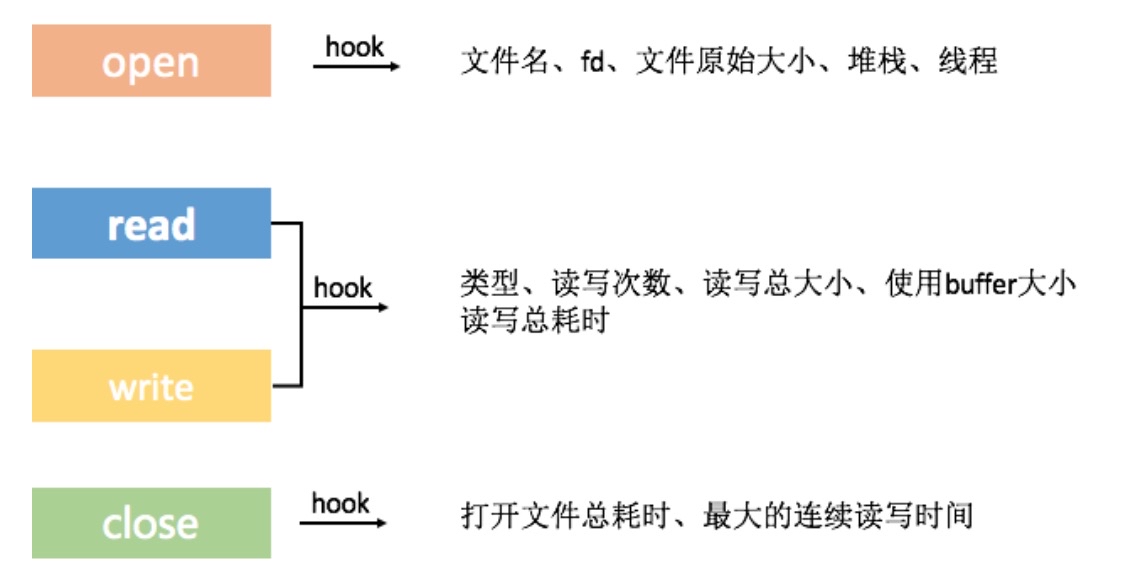 open
hook
文件名、fd、文件原始大小、堆栈、线程
read
hook
类型、读写次数、读写总大小、使用buffer大小
读写总耗时
write
close
hook
打开文件总耗时、最大的连续读写时间